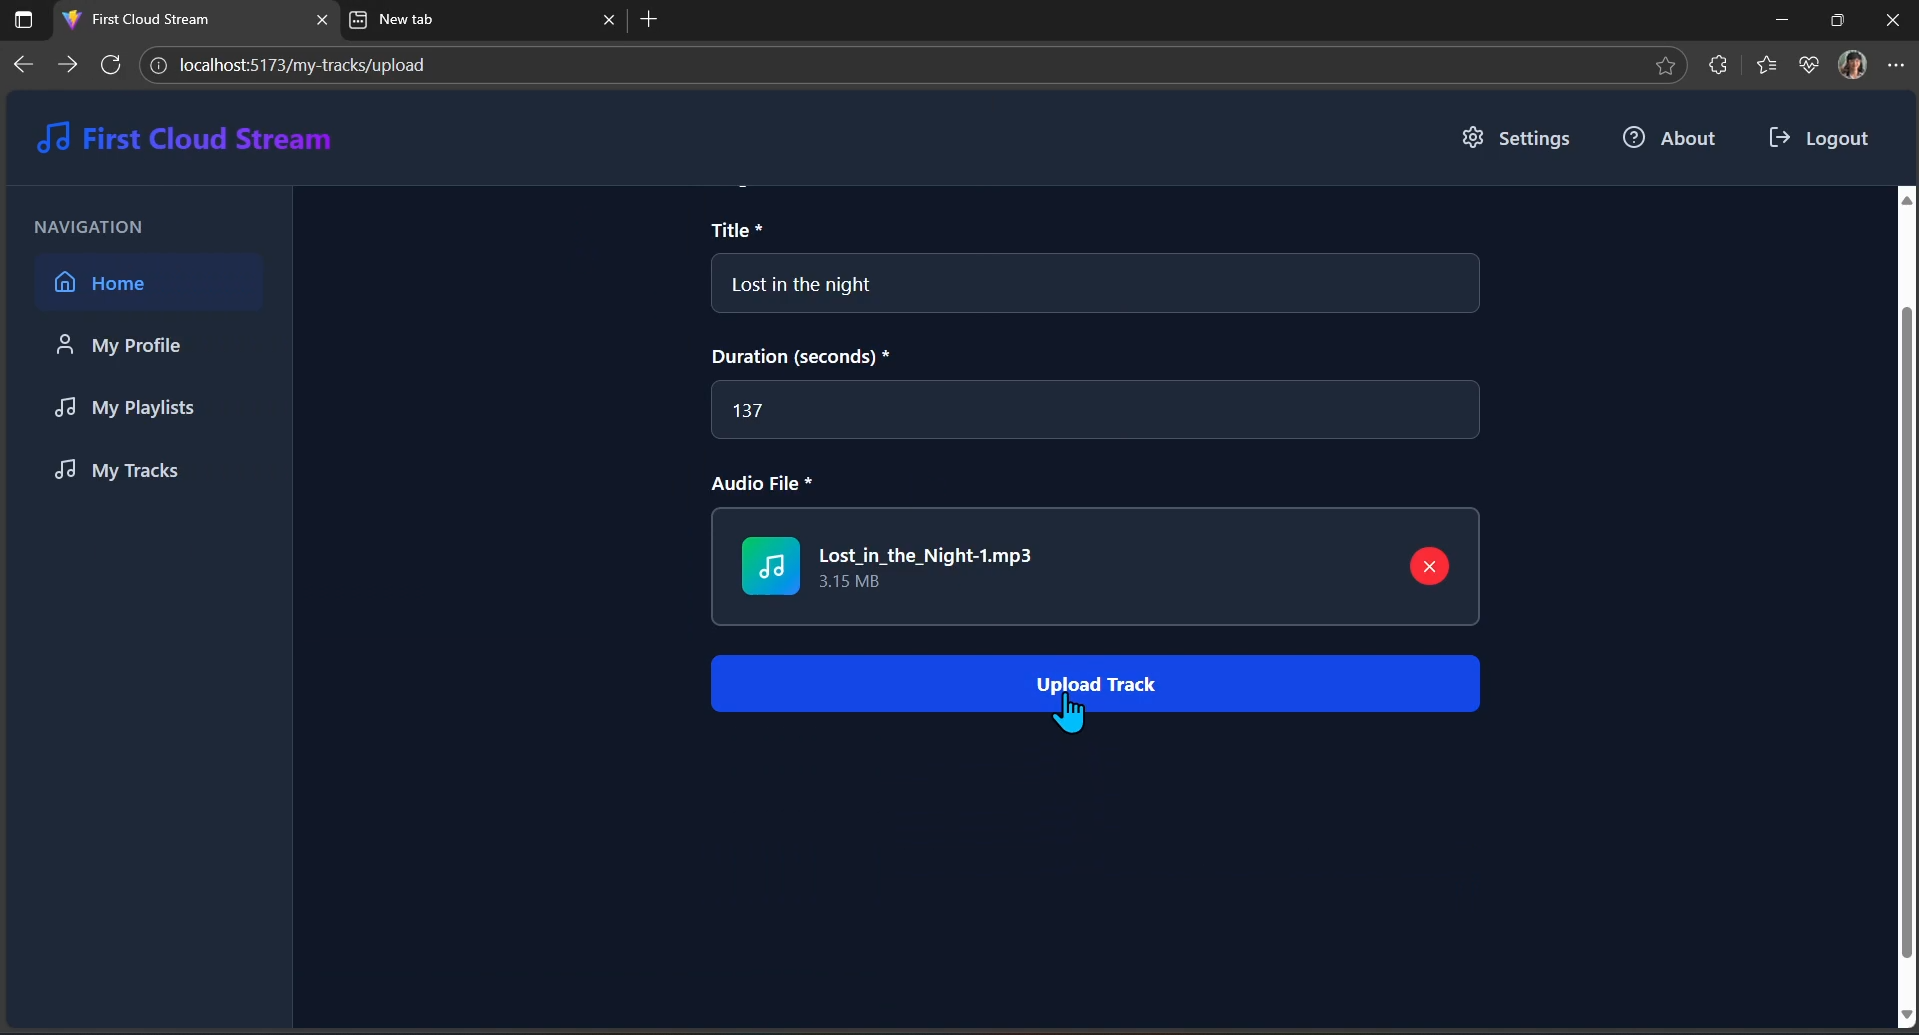 First Cloud Stream
New tab
localhost:5173/my-tracks/upload
First Cloud Stream
Settings
About
Logout
NAVIGATION
Home
My Profile
My Playlists
My Tracks
Title *
Lost in the night
Duration (seconds) *
137
Audio File *
Lost_in_the_Night-1.mp3
3.15 MB
Upload Track